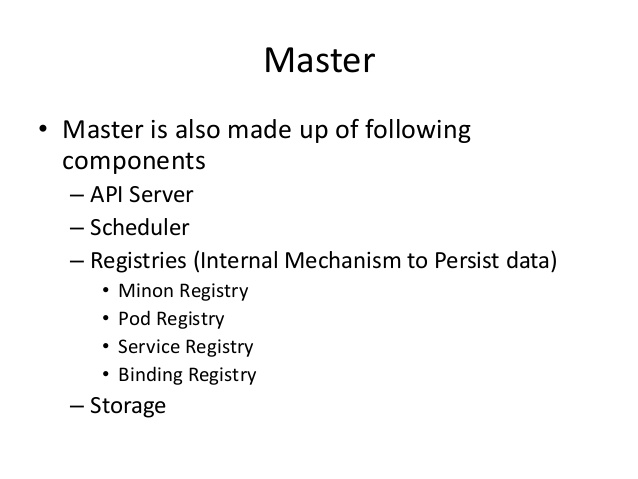 Master
• Master is also made up of following
components
– API Server
– Scheduler
– Registries (Internal Mechanism to Persist data)
• Minon Registry
• Pod Registry
• Service Registry
• Binding Registry
– Storage